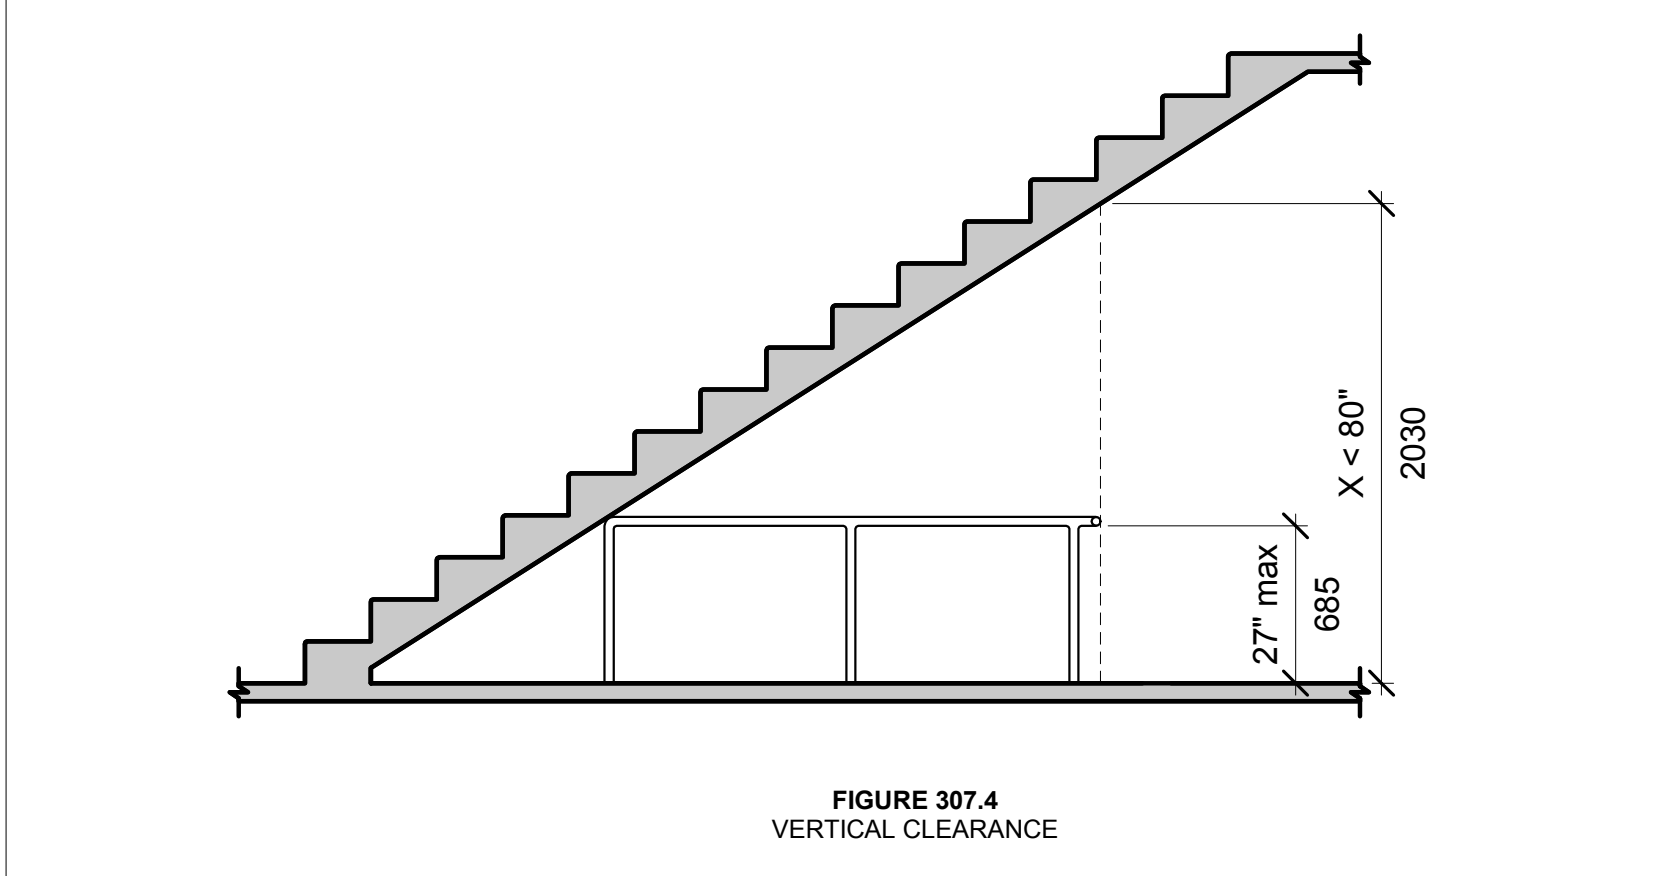 X < 80"
2030
27" max
685
FIGURE 307.4
VERTICAL CLEARANCE